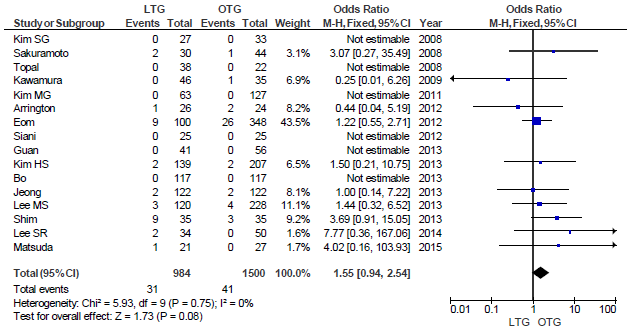 LTG OTG Odds Ratio Odds Ratio
Study or Subgroup Events Total Events Total Weight M-H, Fixed, 95% CI Year M-H, Fixed, 95% CI
Kim SG 0 27 0 33 Not estimable 2008
Sakuramoto 2 30 1 44 3.1% 3.07 [0.27, 35.49] 2008
Topal 0 38 0 22 Not estimable 2008
Kawamura 0 46 1 35 6.9% 0.25 [0.01, 6.26] 2009
Kim MG 0 63 0 127 Not estimable 2011
Arrington 1 26 2 24 8.2% 0.44 [0.04, 5.19] 2012
Eom 9 100 26 348 43.5% 1.22 [0.55, 2.71] 2012
Siani 0 25 0 25 Not estimable 2012
Guan 0 41 0 56 Not estimable 2013
Kim HS 2 139 2 207 6.5% 1.50 [0.21, 10.75] 2013
Bo 0 117 0 117 Not estimable 2013
Jeong 2 122 2 122 8.1% 1.00 [0.14, 7.22] 2013
Lee MS 3 120 4 228 11.1% 1.44 [0.32, 6.52] 2013
Shim 9 35 3 35 9.2% 3.69 [0.91, 15.05] 2013
Lee SR 2 34 0 50 1.6% 7.77 [0.36, 167.06] 2014
Matsuda 1 21 0 27 1.7% 4.02 [0.16, 103.93] 2015
Total (95% CI) 984 1500 100.0% 1.55 [0.94, 2.54]
Total events 31 41
Heterogeneity: Chi² = 5.93, df = 9 (P = 0.75); I² = 0%
Test for overall effect: Z = 1.73 (P = 0.08)
0.01 0.1 1 10 100
LTG OTG